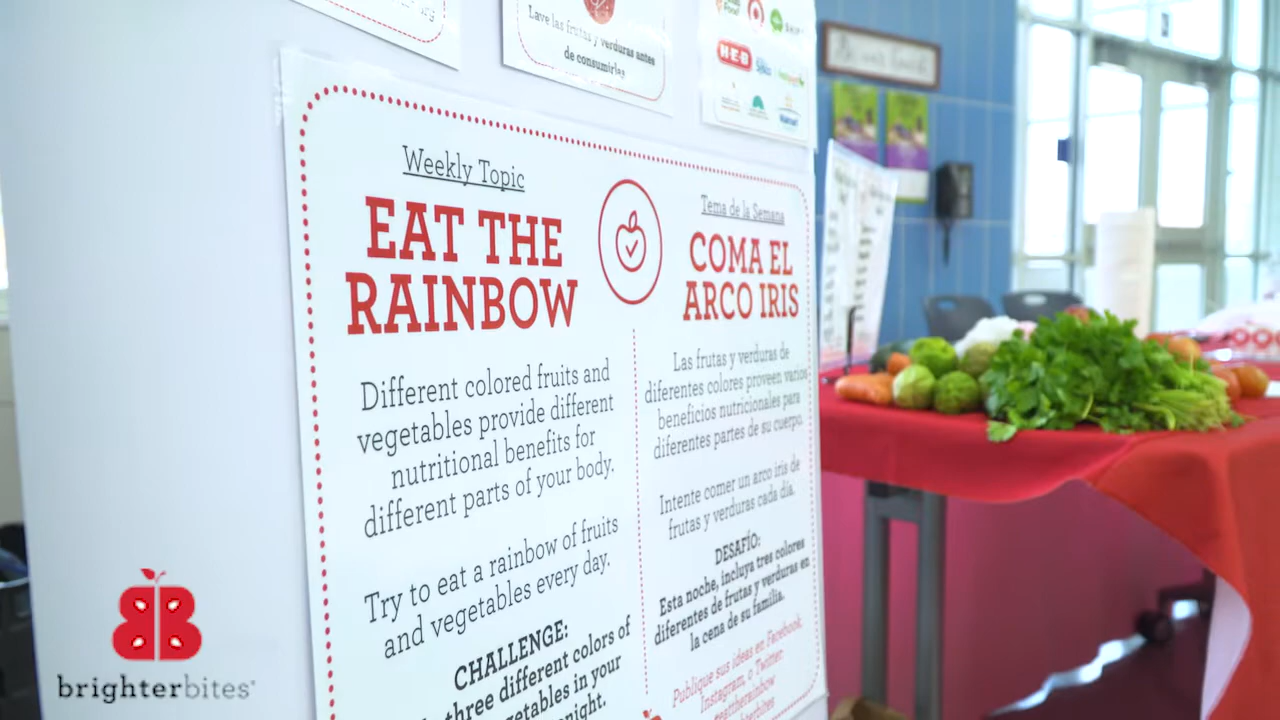 Lave las frutas y verduras antes
de consumirlas
H-E-B
Weekly Topic
EAT THE
RAINBOW
Different colored fruits and
vegetables provide different
nutritional benefits for
different parts of your body.
Try to eat a rainbow of fruits
and vegetables every day.
CHALLENGE:
three different colors of
vegetables in your
tonight.
Tema de la Semana
COMA EL
ARCO IRIS
Las frutas y verduras de
diferentes colores proveen varios
beneficios nutricionales para
diferentes partes de su cuerpo.
Intente comer un arco iris de
frutas y verduras cada día.
DESAFÍO:
Esta noche, incluya tres colores
diferentes de frutas y verduras en
la cena de su familia.
Publique sus ideas en Facebook
Instagram, o Twitter
#eattherainbow
brighterbites